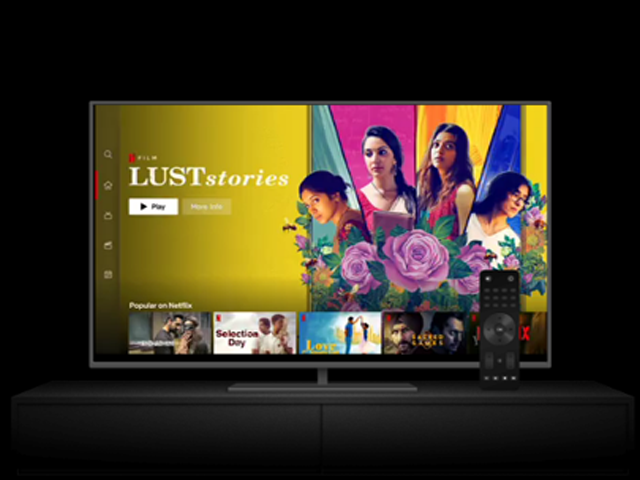 FILM
LUST stories
Play
More Info
Popular on Netflix
Selection
Day
Love
SACRED
GAMES